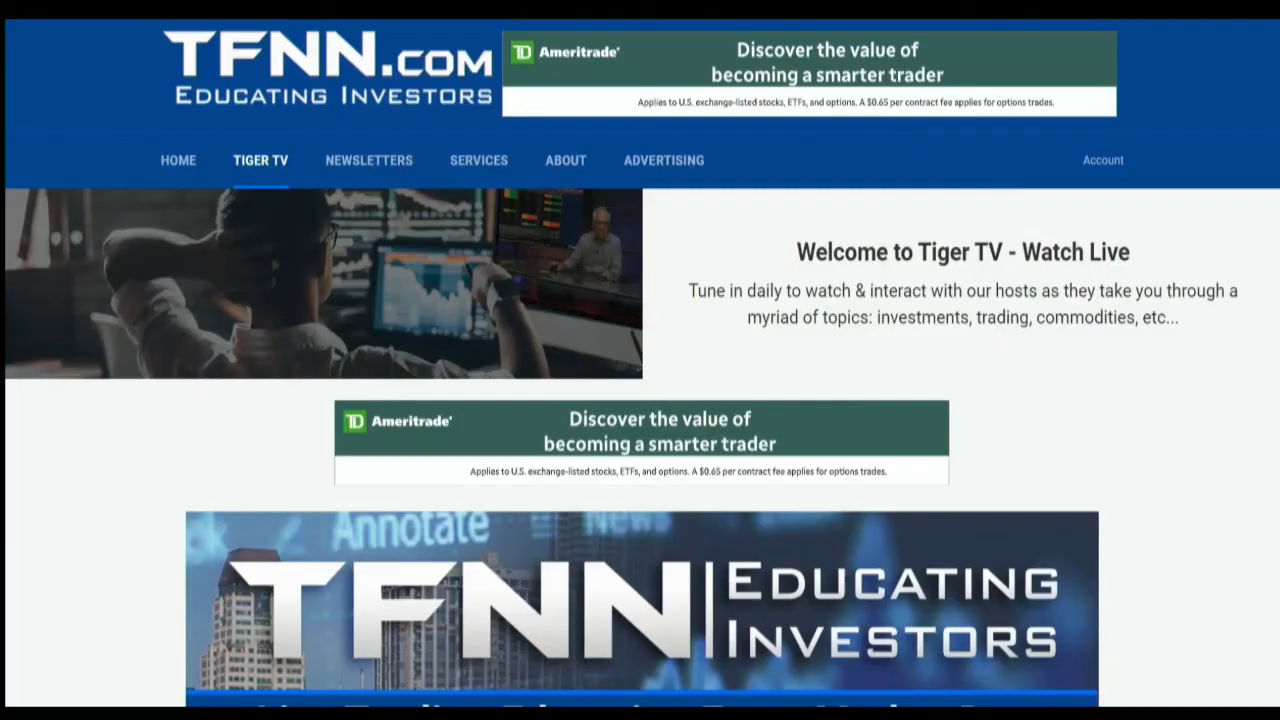 TFNN.COM
EDUCATING INVESTORS
TD Ameritrade
Discover the value of
becoming a smarter trader
Applies to U.S. exchange-listed stocks, ETFs, and options. A $0.65 per contract fee applies for options trades.
HOME TIGER TV NEWSLETTERS SERVICES ABOUT ADVERTISING Account
Welcome to Tiger TV - Watch Live
Tune in daily to watch & interact with our hosts as they take you through a
myriad of topics: investments, trading, commodities, etc...
TD Ameritrade
Discover the value of
becoming a smarter trader
Applies to U.S. exchange-listed stocks, ETFs, and options. A $0.65 per contract fee applies for options trades.
Annotate NEWS
TFNN EDUCATING
INVESTORS